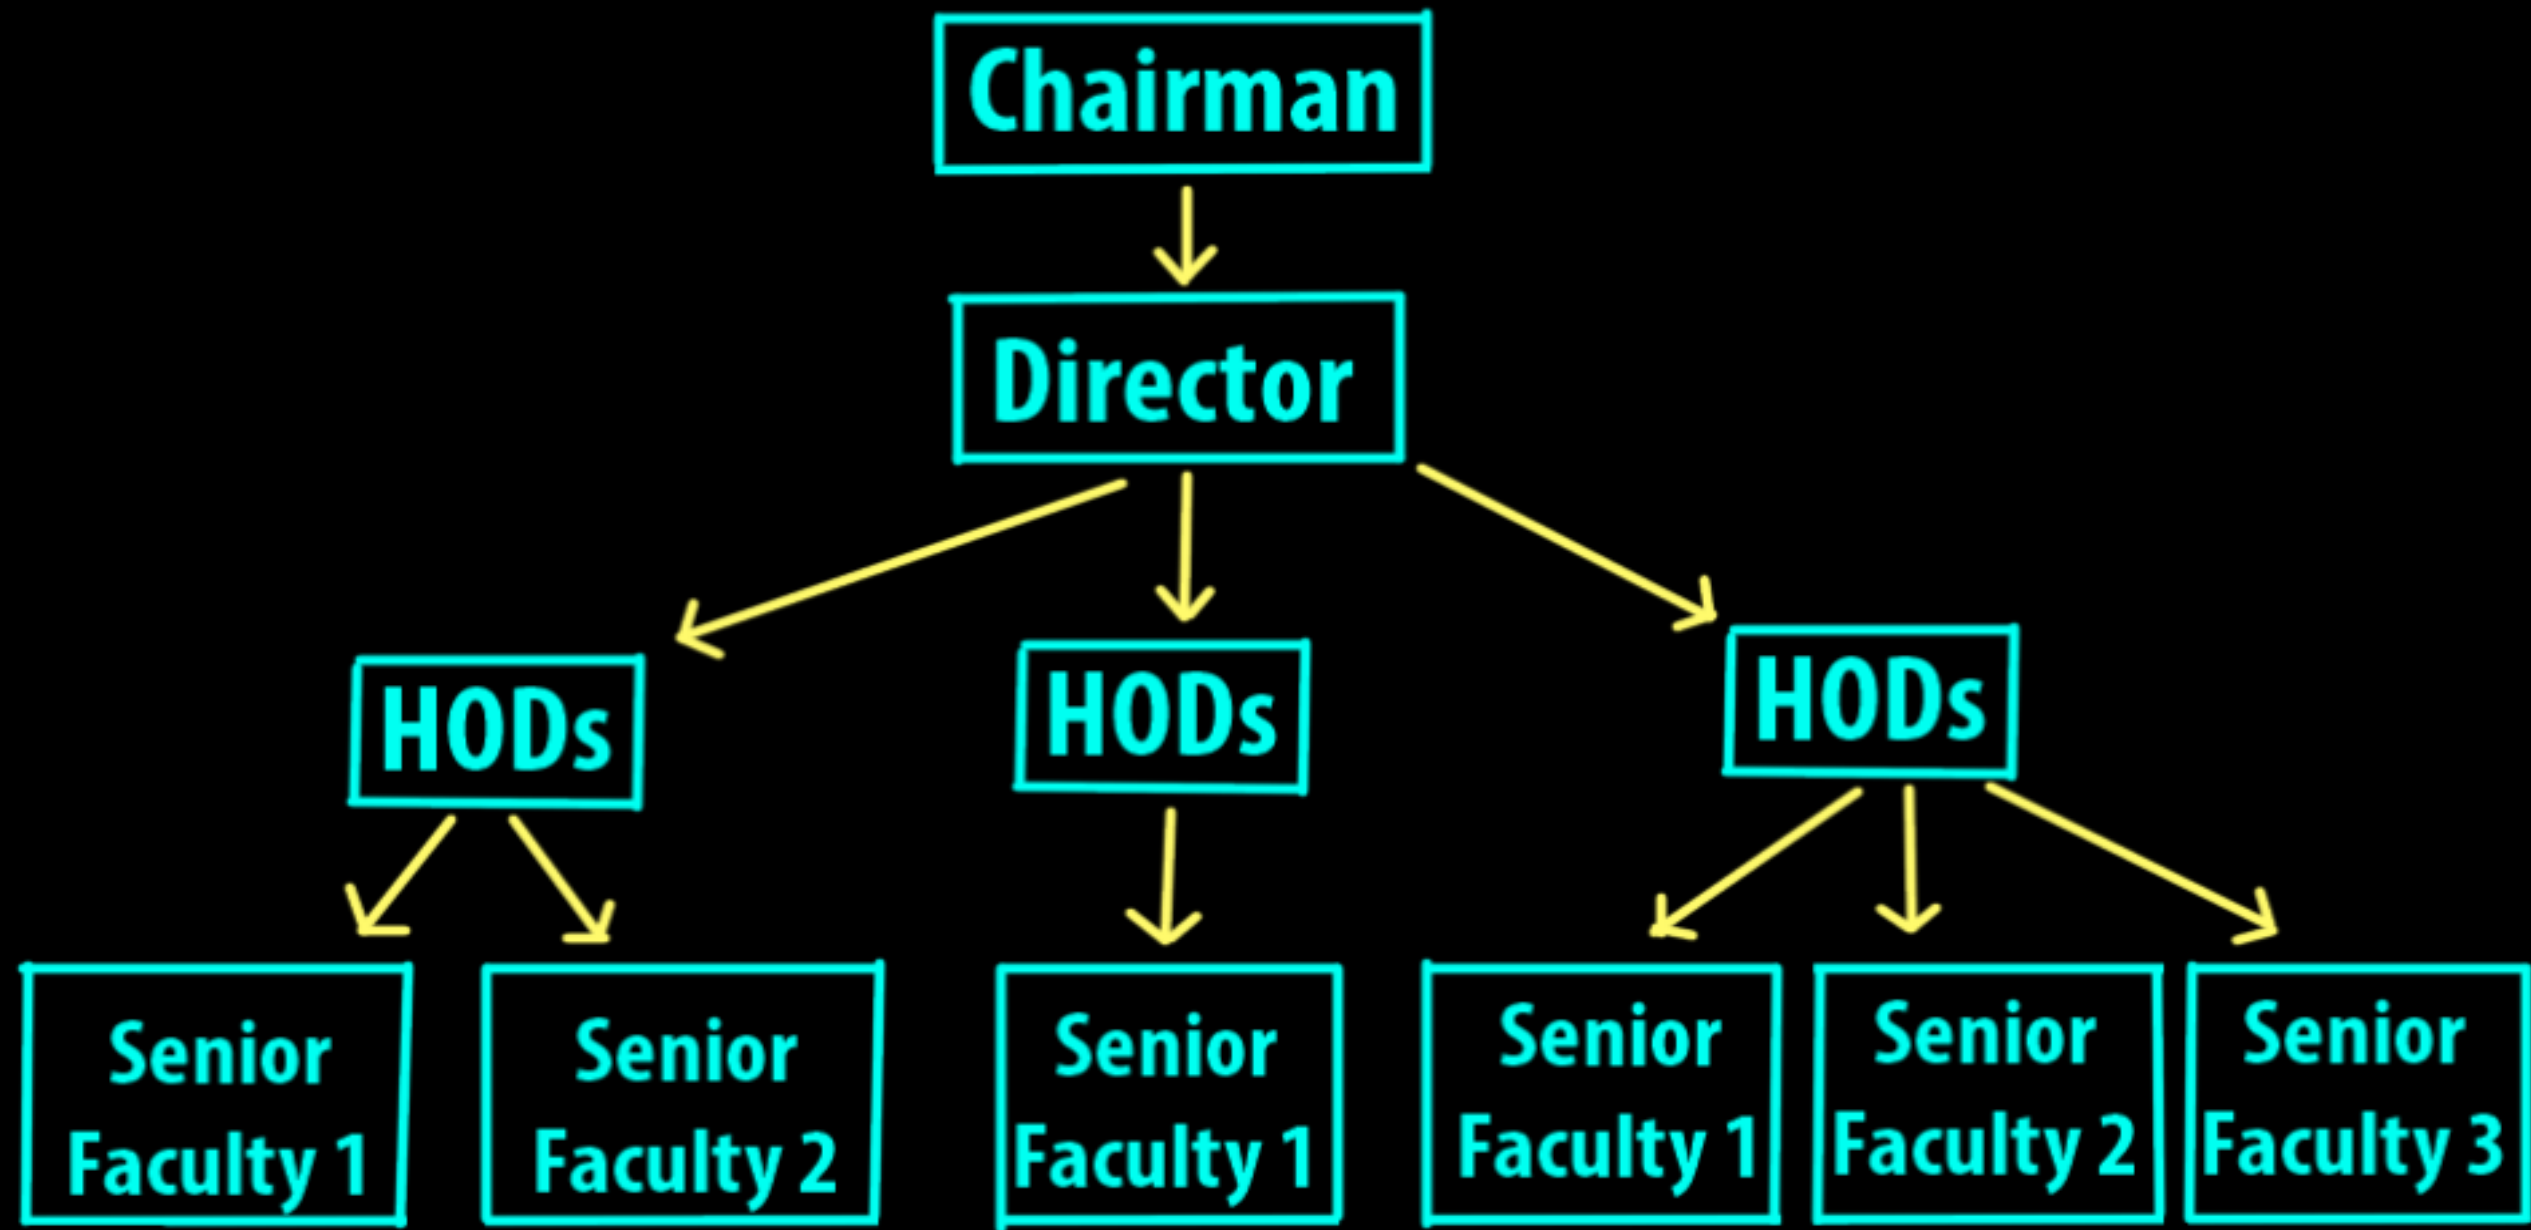 Chairman
Director
HODs
HODs
HODs
Senior
Faculty 1
Senior
Faculty 2
Senior
Faculty 1
Senior
Faculty 1
Senior
Faculty 2
Senior
Faculty 3